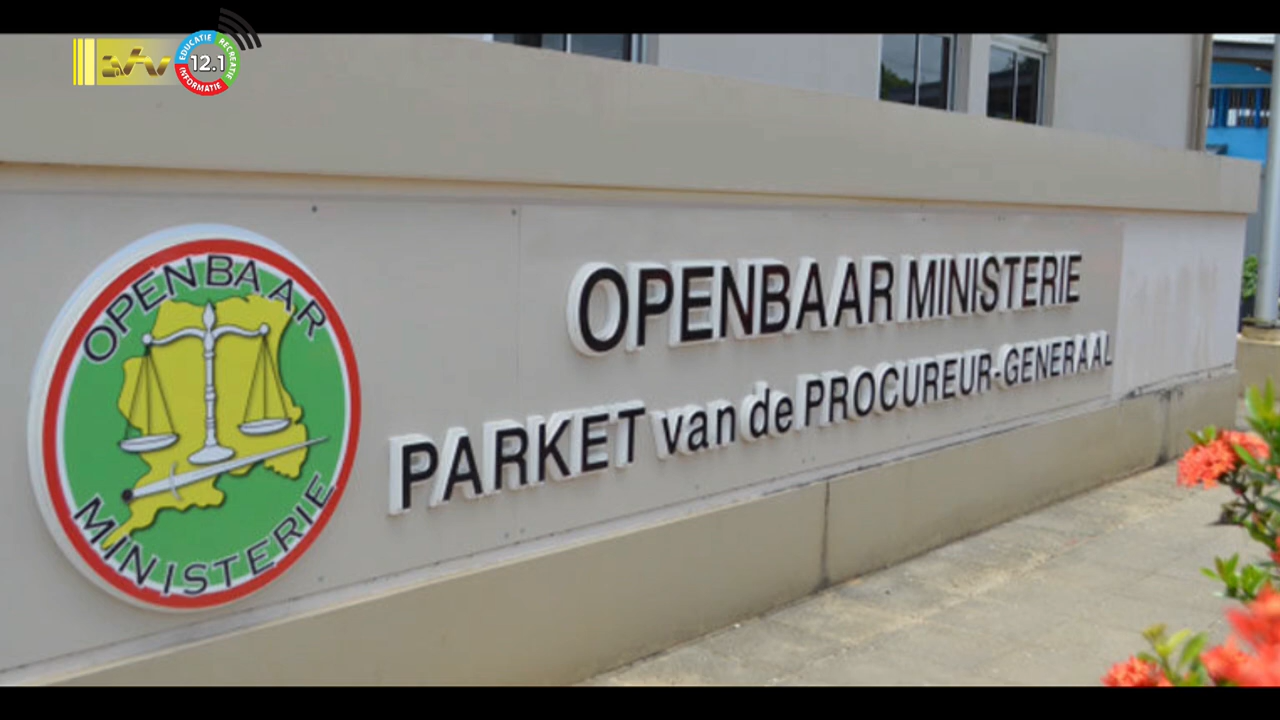 EDUCATIE
RECREATIE
INFORMATIE
12.1
OPENBAAR
MINISTERIE
OPENBAAR MINISTERIE
PARKET van de PROCUREUR-GENERAAL